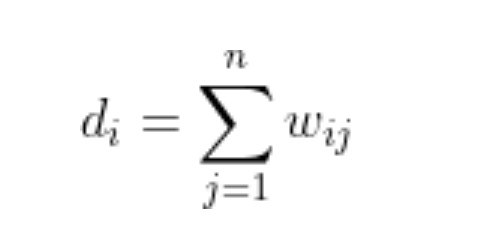 $d_i = \sum_{j=1}^{n} w_{ij}$